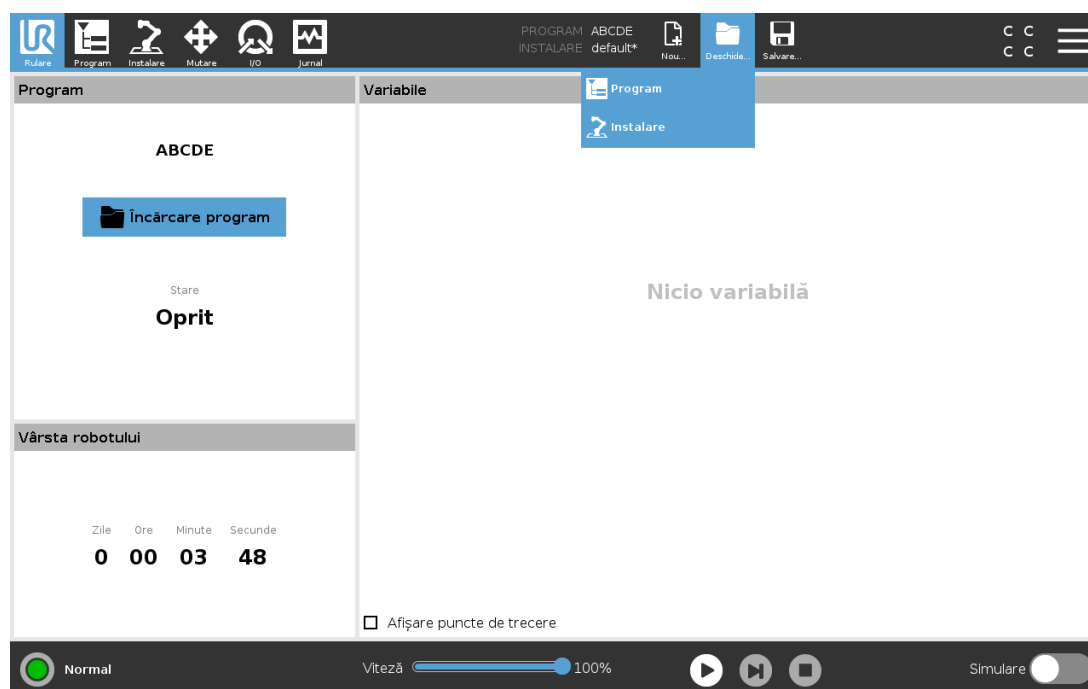 Rulare
Program
Instalare
Mutare
I/O
Jurnal
PROGRAM ABCDE
INSTALARE default*
Nou...
Deschide...
Salvare...
C C
C C
Program
Instalare
Program
ABCDE
Încărcare program
Stare
Oprit
Vârsta robotului
Zile Ore Minute Secunde
0 00 03 48
Variabile
Nicio variabilă
Afișare puncte de trecere
Normal
Viteză 100%
Simulare